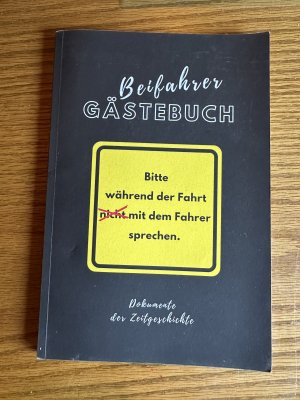 Beifahrer
GÄSTEBUCH
Bitte
während der Fahrt
nicht mit dem Fahrer
sprechen.
Dokumente
der Zeitgeschichte